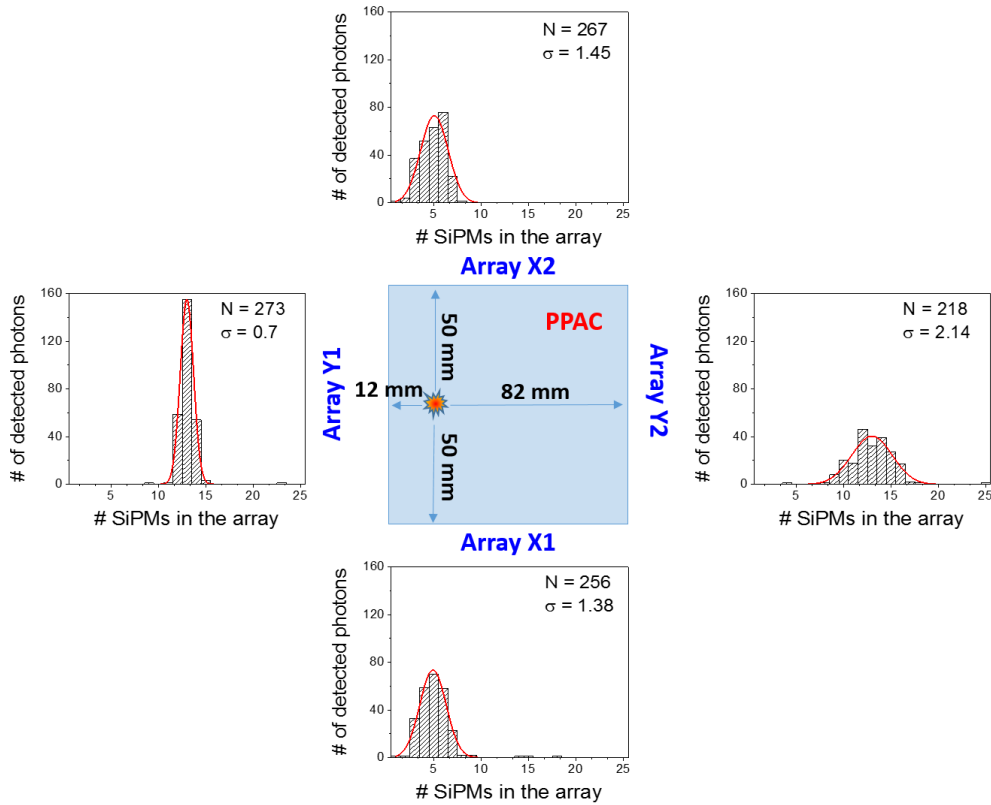 160
120
80
40
0
# of detected photons
N = 267
σ = 1.45
5 10 15 20 25
# SiPMs in the array
Array X2
160
120
80
40
0
# of detected photons
N = 273
σ = 0.7
5 10 15 20 25
# SiPMs in the array
Array Y1
PPAC
50 mm
12 mm
82 mm
50 mm
Array Y2
160
120
80
40
0
# of detected photons
N = 218
σ = 2.14
5 10 15 20 25
# SiPMs in the array
Array X1
160
120
80
40
0
# of detected photons
N = 256
σ = 1.38
5 10 15 20 25
# SiPMs in the array